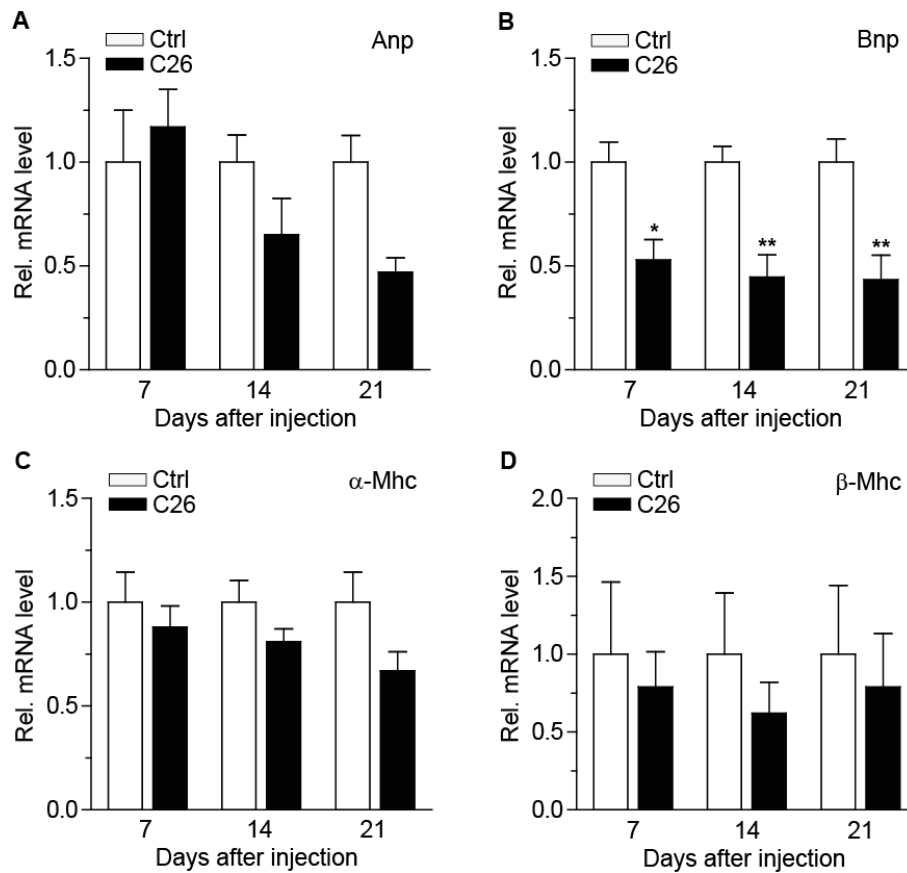 A
Ctrl
C26
Anp
1.5
1.0
0.5
0.0
Rel. mRNA level
7 14 21
Days after injection
B
Ctrl
C26
Bnp
1.5
1.0
0.5
0.0
Rel. mRNA level
* ** **
7 14 21
Days after injection
C
Ctrl
C26
α-Mhc
1.5
1.0
0.5
0.0
Rel. mRNA level
7 14 21
Days after injection
D
Ctrl
C26
β-Mhc
2.0
1.5
1.0
0.5
0.0
Rel. mRNA level
7 14 21
Days after injection